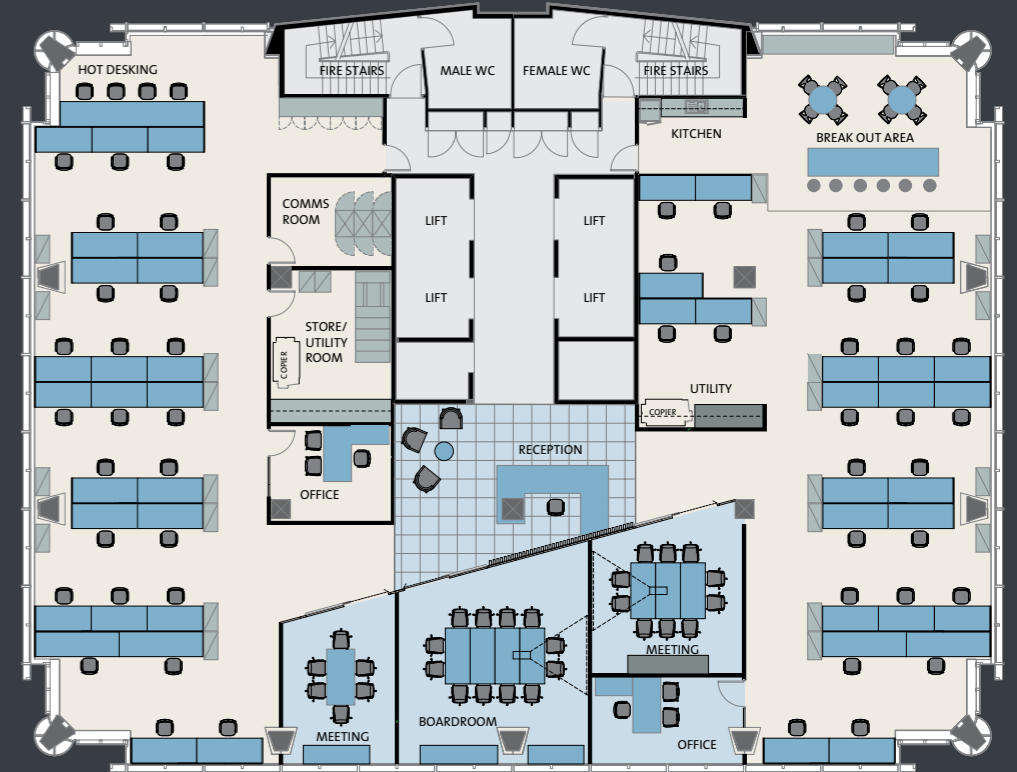 HOT DESKING
FIRE STAIRS
MALE WC
FEMALE WC
FIRE STAIRS
KITCHEN
BREAK OUT AREA
COMMS
ROOM
LIFT
LIFT
LIFT
LIFT
STORE/
UTILITY
ROOM
COPIER
UTILITY
COPIER
RECEPTION
OFFICE
MEETING
BOARDROOM
MEETING
OFFICE